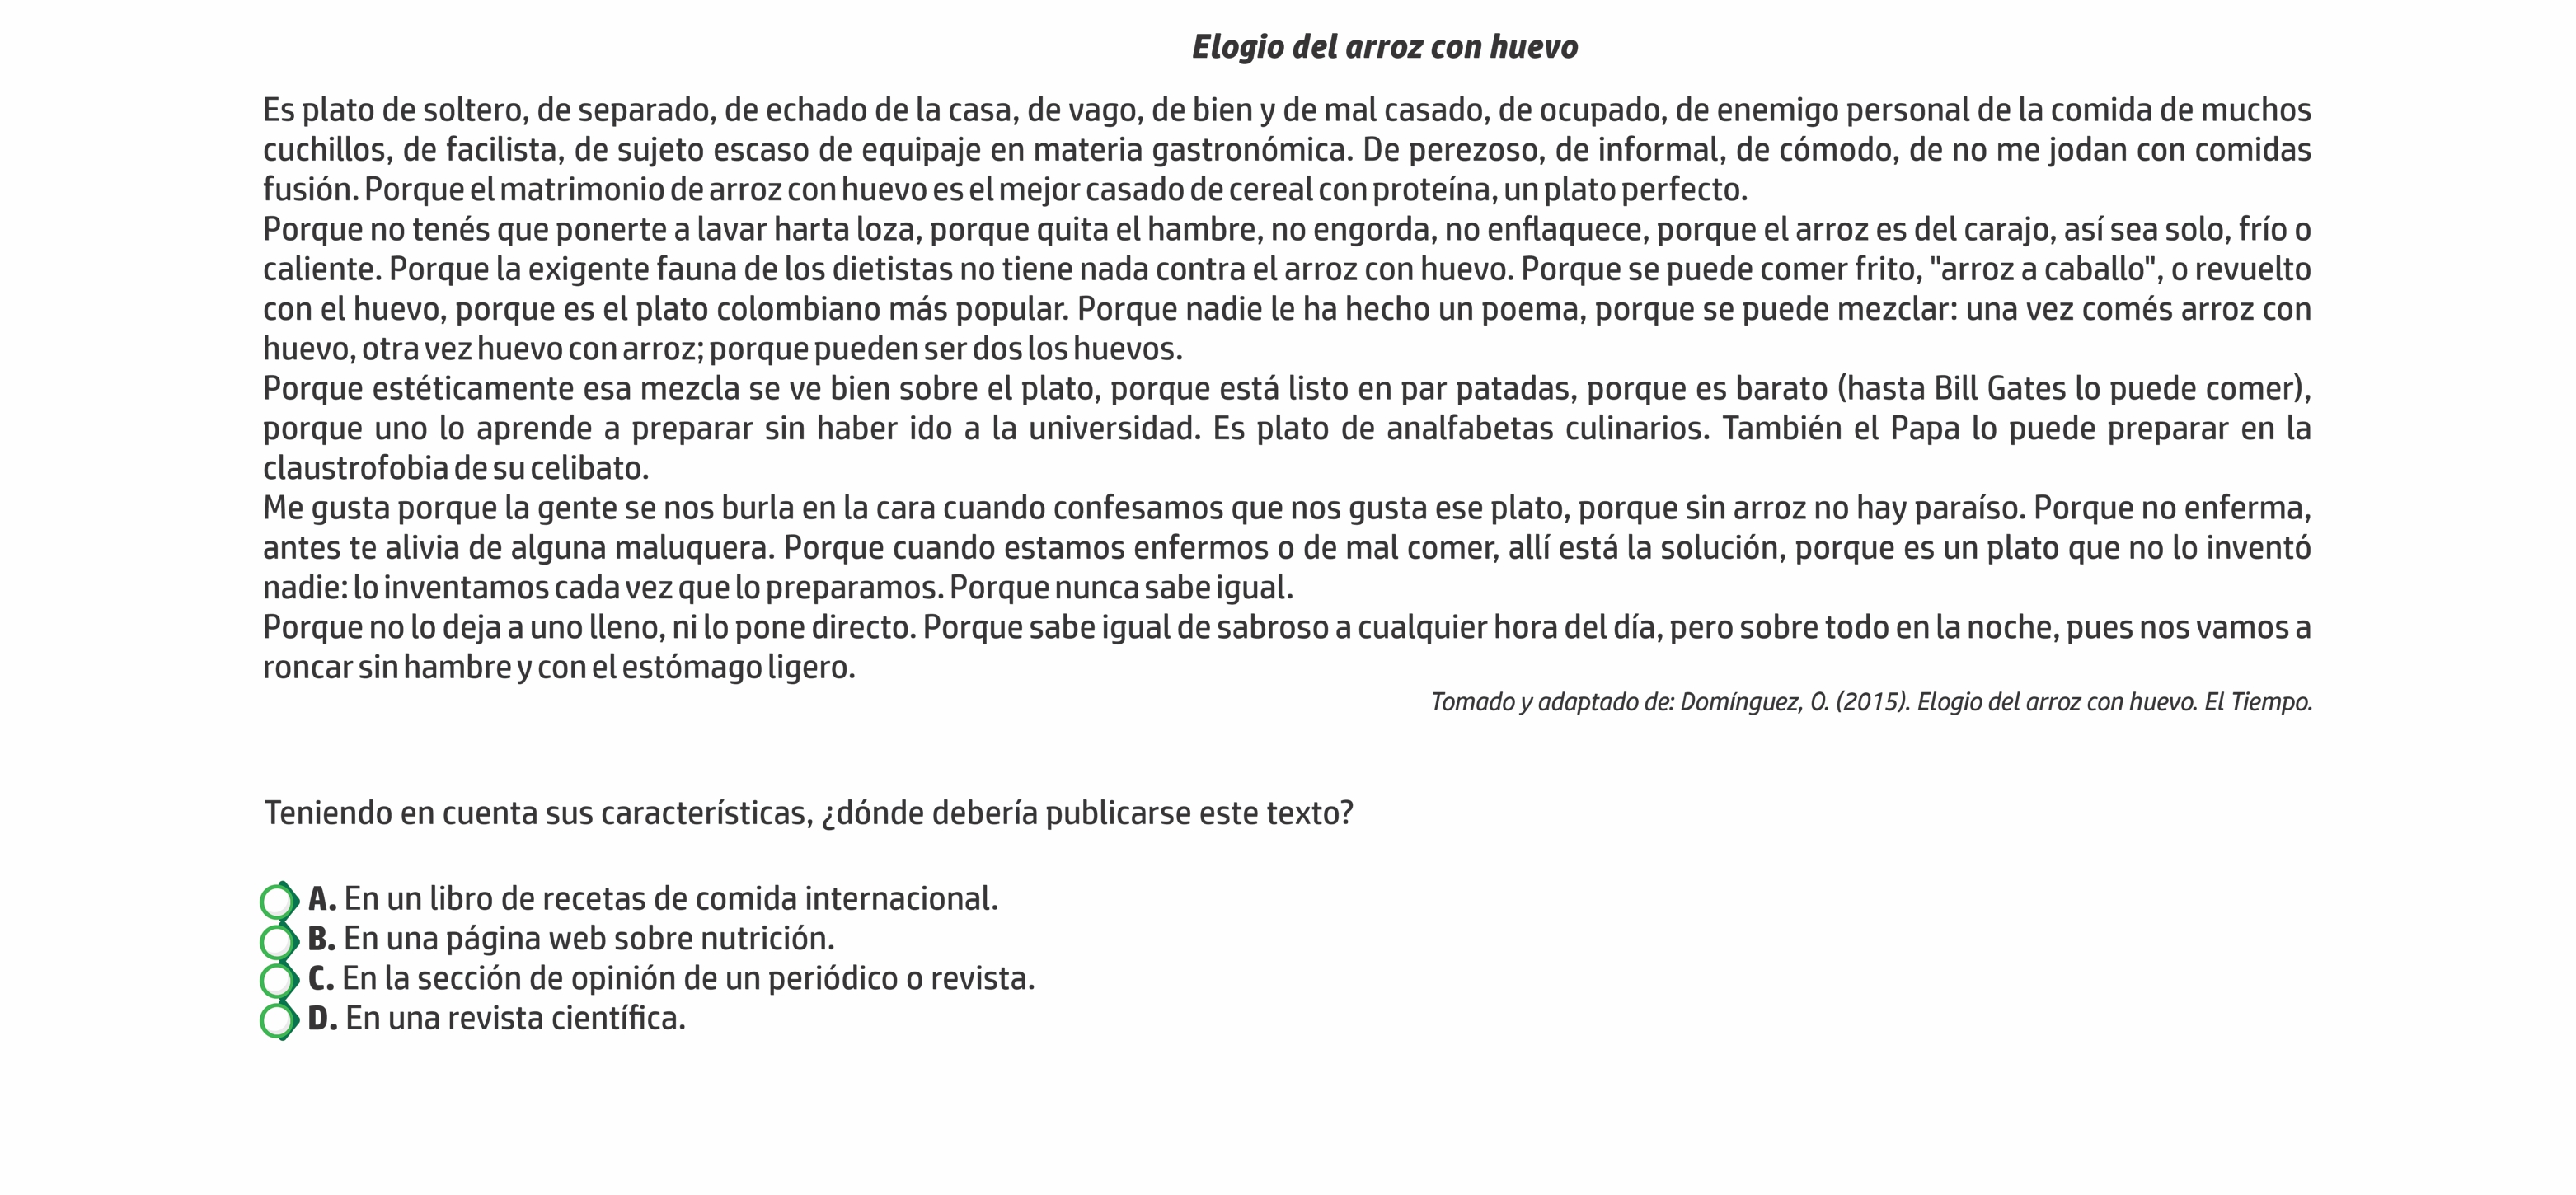 Elogio del arroz con huevo
Es plato de soltero, de separado, de echado de la casa, de vago, de bien y de mal casado, de ocupado, de enemigo personal de la comida de muchos
cuchillos, de facilista, de sujeto escaso de equipaje en materia gastronómica. De perezoso, de informal, de cómodo, de no me jodan con comidas
fusión. Porque el matrimonio de arroz con huevo es el mejor casado de cereal con proteína, un plato perfecto.
Porque no tenés que ponerte a lavar harta loza, porque quita el hambre, no engorda, no enflaquece, porque el arroz es del carajo, así sea solo, frío o
caliente. Porque la exigente fauna de los dietistas no tiene nada contra el arroz con huevo. Porque se puede comer frito, "arroz a caballo", o revuelto
con el huevo, porque es el plato colombiano más popular. Porque nadie le ha hecho un poema, porque se puede mezclar: una vez comés arroz con
huevo, otra vez huevo con arroz; porque pueden ser dos los huevos.
Porque estéticamente esa mezcla se ve bien sobre el plato, porque está listo en par patadas, porque es barato (hasta Bill Gates lo puede comer),
porque uno lo aprende a preparar sin haber ido a la universidad. Es plato de analfabetas culinarios. También el Papa lo puede preparar en la
claustrofobia de su celibato.
Me gusta porque la gente se nos burla en la cara cuando confesamos que nos gusta ese plato, porque sin arroz no hay paraíso. Porque no enferma,
antes te alivia de alguna maluquera. Porque cuando estamos enfermos o de mal comer, allí está la solución, porque es un plato que no lo inventó
nadie: lo inventamos cada vez que lo preparamos. Porque nunca sabe igual.
Porque no lo deja a uno lleno, ni lo pone directo. Porque sabe igual de sabroso a cualquier hora del día, pero sobre todo en la noche, pues nos vamos a
roncar sin hambre y con el estómago ligero.
Tomado y adaptado de: Domínguez, O. (2015). Elogio del arroz con huevo. El Tiempo.
Teniendo en cuenta sus características, ¿dónde debería publicarse este texto?
A. En un libro de recetas de comida internacional.
B. En una página web sobre nutrición.
C. En la sección de opinión de un periódico o revista.
D. En una revista científica.